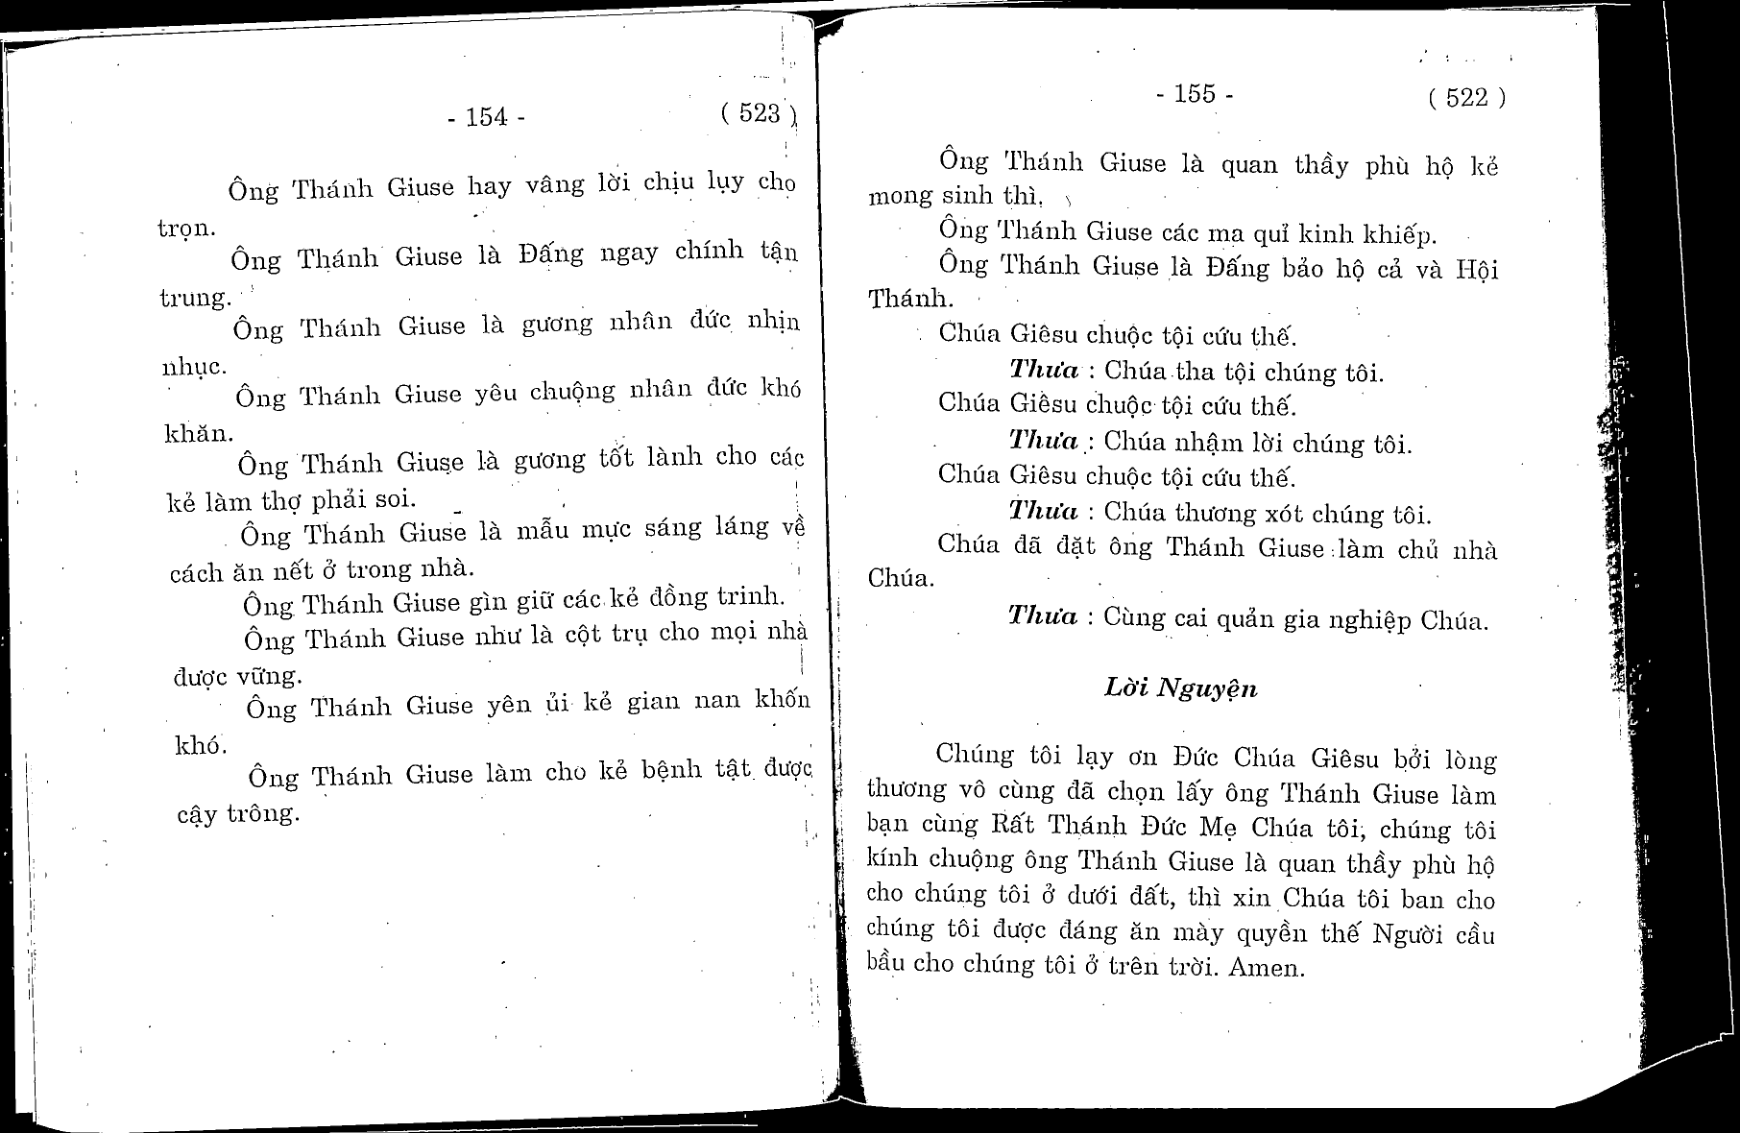 - 154 - ( 523 )
Ông Thánh Giuse hay vâng lời chịu lụy cho
trọn.
Ông Thánh Giuse là Đấng ngay chính tận
trung.
Ông Thánh Giuse là gương nhân đức nhịn
nhục.
Ông Thánh Giuse yêu chuộng nhân đức khó
khăn.
Ông Thánh Giuse là gương tốt lành cho các
kẻ làm thợ phải soi.
Ông Thánh Giuse là mẫu mực sáng láng về
cách ăn nết ở trong nhà.
Ông Thánh Giuse gìn giữ các kẻ đồng trinh.
Ông Thánh Giuse như là cột trụ cho mọi nhà
được vững.
Ông Thánh Giuse yên ủi kẻ gian nan khốn
khó.
Ông Thánh Giuse làm cho kẻ bệnh tật được
cậy trông.
- 155 - ( 522 )
Ông Thánh Giuse là quan thầy phù hộ kẻ
mong sinh thì.
Ông Thánh Giuse các ma quỉ kinh khiếp.
Ông Thánh Giuse là Đấng bảo hộ cả và Hội
Thánh.
Chúa Giêsu chuộc tội cứu thế.
Thưa : Chúa tha tội chúng tôi.
Chúa Giêsu chuộc tội cứu thế.
Thưa : Chúa nhậm lời chúng tôi.
Chúa Giêsu chuộc tội cứu thế.
Thưa : Chúa thương xót chúng tôi.
Chúa đã đặt ông Thánh Giuse làm chủ nhà
Chúa.
Thưa : Cùng cai quản gia nghiệp Chúa.
Lời Nguyện
Chúng tôi lạy ơn Đức Chúa Giêsu bởi lòng
thương vô cùng đã chọn lấy ông Thánh Giuse làm
bạn cùng Rất Thánh Đức Mẹ Chúa tôi, chúng tôi
kính chuộng ông Thánh Giuse là quan thầy phù hộ
cho chúng tôi ở dưới đất, thì xin Chúa tôi ban cho
chúng tôi được đáng ăn mày quyền thế Người cầu
bầu cho chúng tôi ở trên trời. Amen.